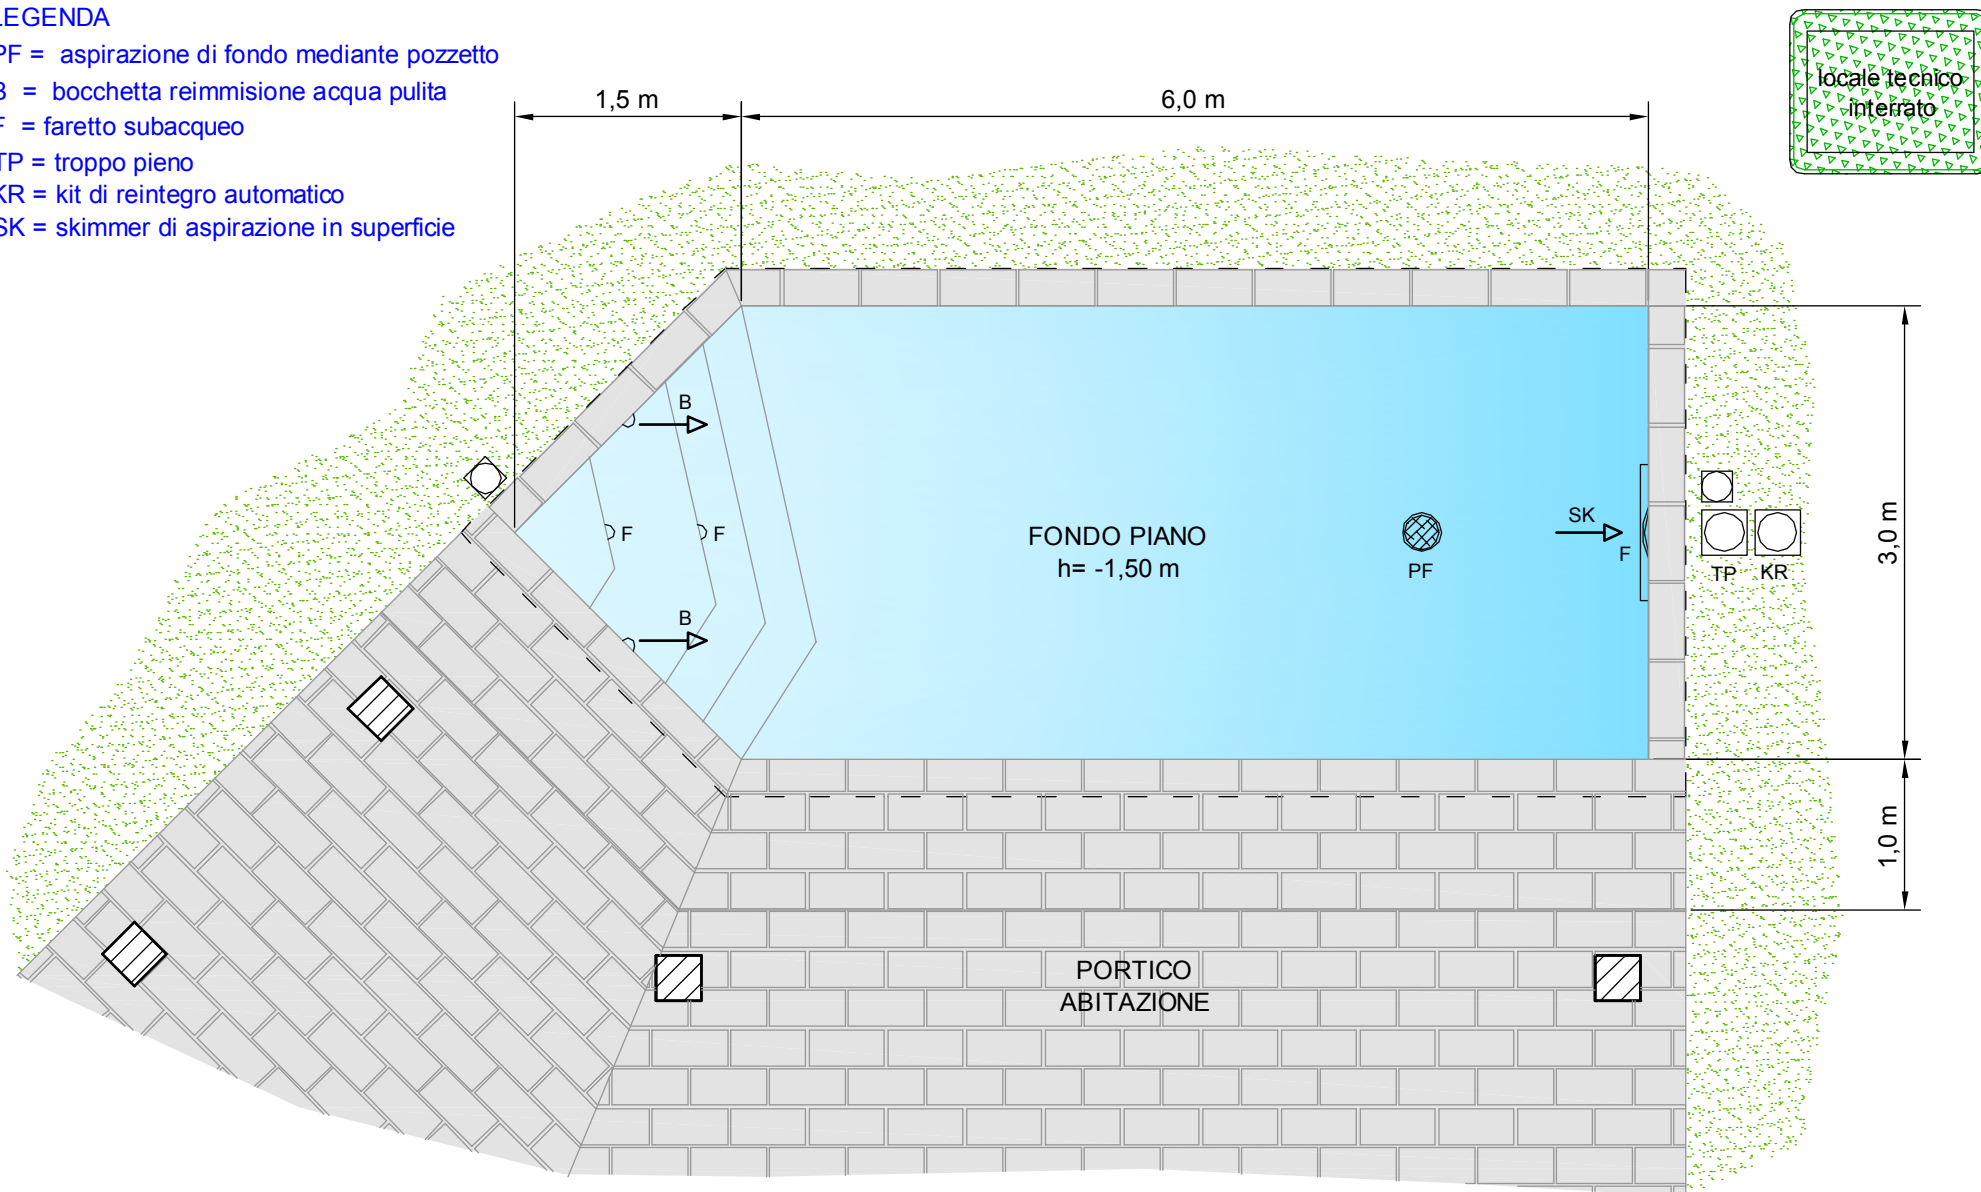 LEGENDA
PF = aspirazione di fondo mediante pozzetto
B = bocchetta reimmisione acqua pulita
F = faretto subacqueo
TP = troppo pieno
KR = kit di reintegro automatico
SK = skimmer di aspirazione in superficie
1,5 m
6,0 m
locale tecnico
interrato
B
F
F
B
FONDO PIANO
h= -1,50 m
PF
SK
F
TP
KR
3,0 m
1,0 m
PORTICO
ABITAZIONE